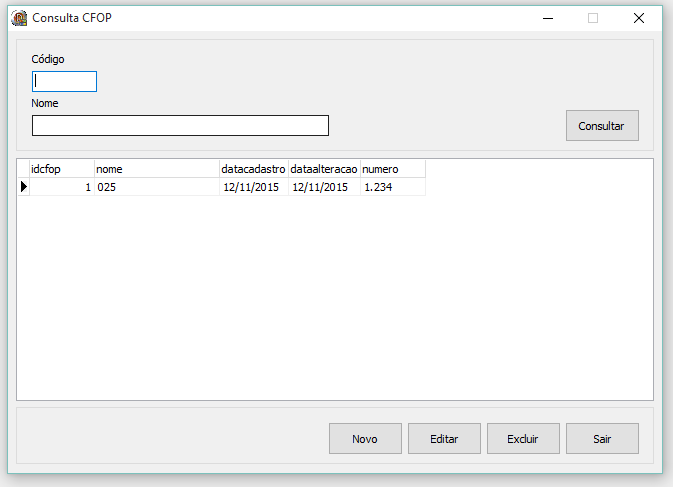 Consulta CFOP
Código
Nome
Consultar
idcfop nome datacadastro dataalteracao numero
1 025 12/11/2015 12/11/2015 1.234
Novo Editar Excluir Sair